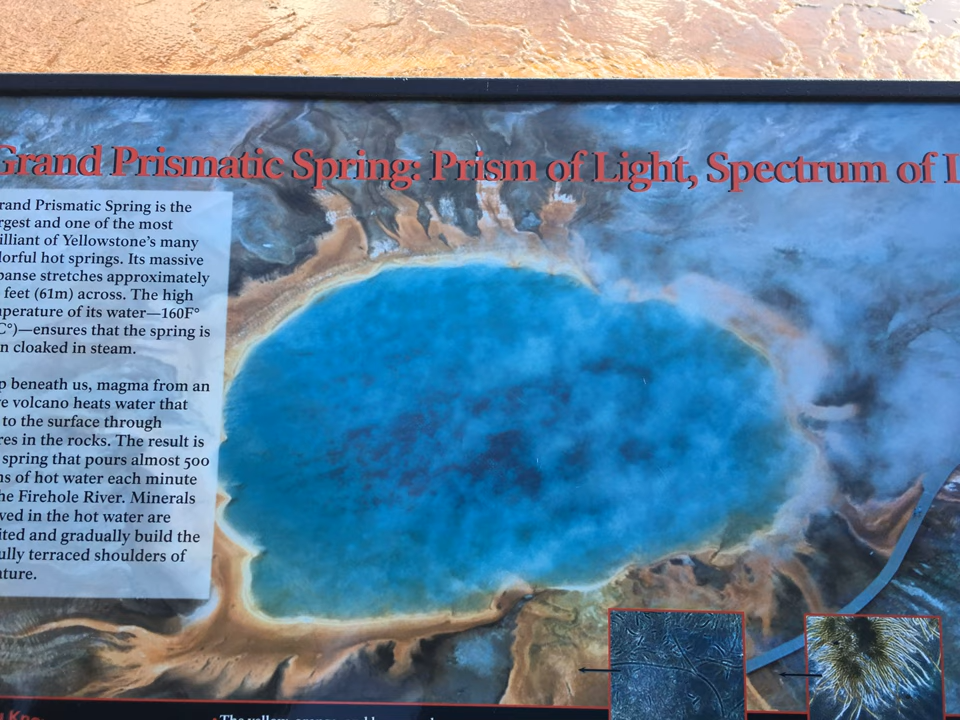 Grand Prismatic Spring: Prism of Light, Spectrum of L
rand Prismatic Spring is the
rgest and one of the most
illiant of Yellowstone's many
lorful hot springs. Its massive
panse stretches approximately
feet (61m) across. The high
mperature of its water—160F°
C°)—ensures that the spring is
n cloaked in steam.
p beneath us, magma from an
e volcano heats water that
to the surface through
res in the rocks. The result is
spring that pours almost 500
ns of hot water each minute
he Firehole River. Minerals
ved in the hot water are
ited and gradually build the
fully terraced shoulders of
ature.